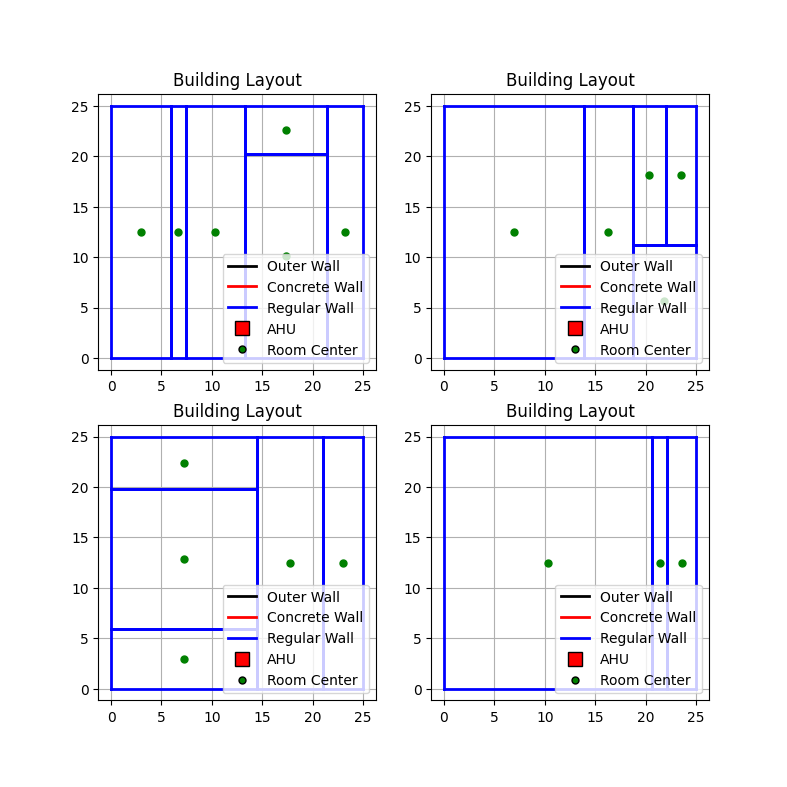 Building Layout
25
20
15
10
5
0
Outer Wall
Concrete Wall
Regular Wall
AHU
Room Center
0 5 10 15 20 25
Building Layout
25
20
15
10
5
0
Outer Wall
Concrete Wall
Regular Wall
AHU
Room Center
0 5 10 15 20 25
Building Layout
25
20
15
10
5
0
Outer Wall
Concrete Wall
Regular Wall
AHU
Room Center
0 5 10 15 20 25
Building Layout
25
20
15
10
5
0
Outer Wall
Concrete Wall
Regular Wall
AHU
Room Center
0 5 10 15 20 25